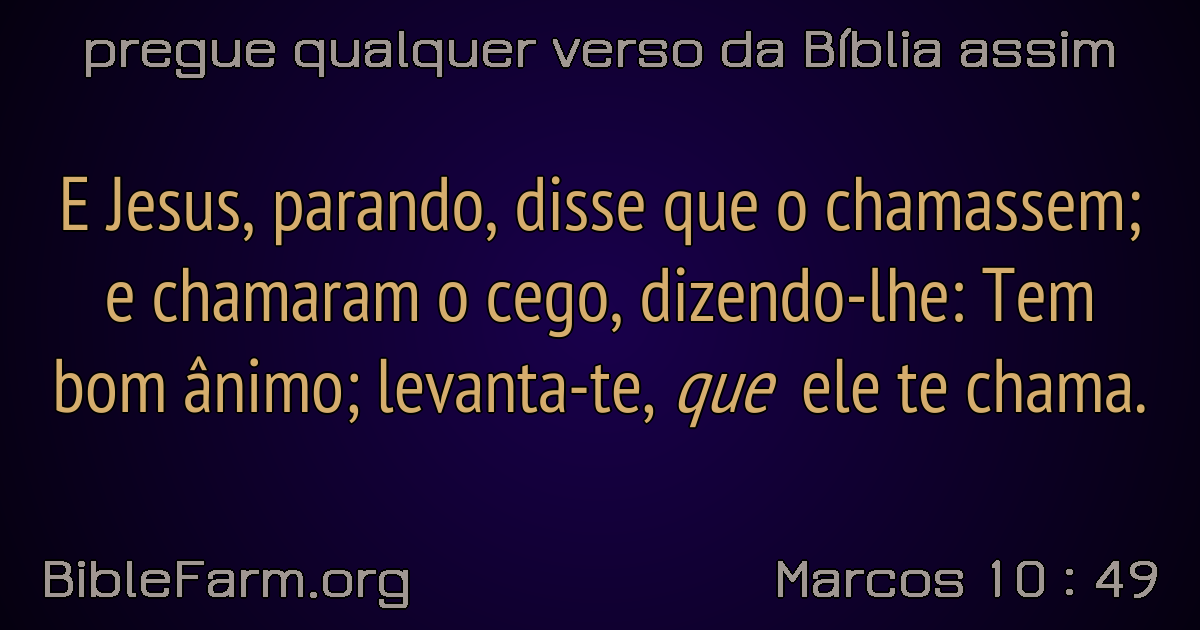 pregue qualquer verso da Bíblia assim
E Jesus, parando, disse que o chamassem;
e chamaram o cego, dizendo-lhe: Tem
bom ânimo; levanta-te, que ele te chama.
BibleFarm.org
Marcos 10 : 49